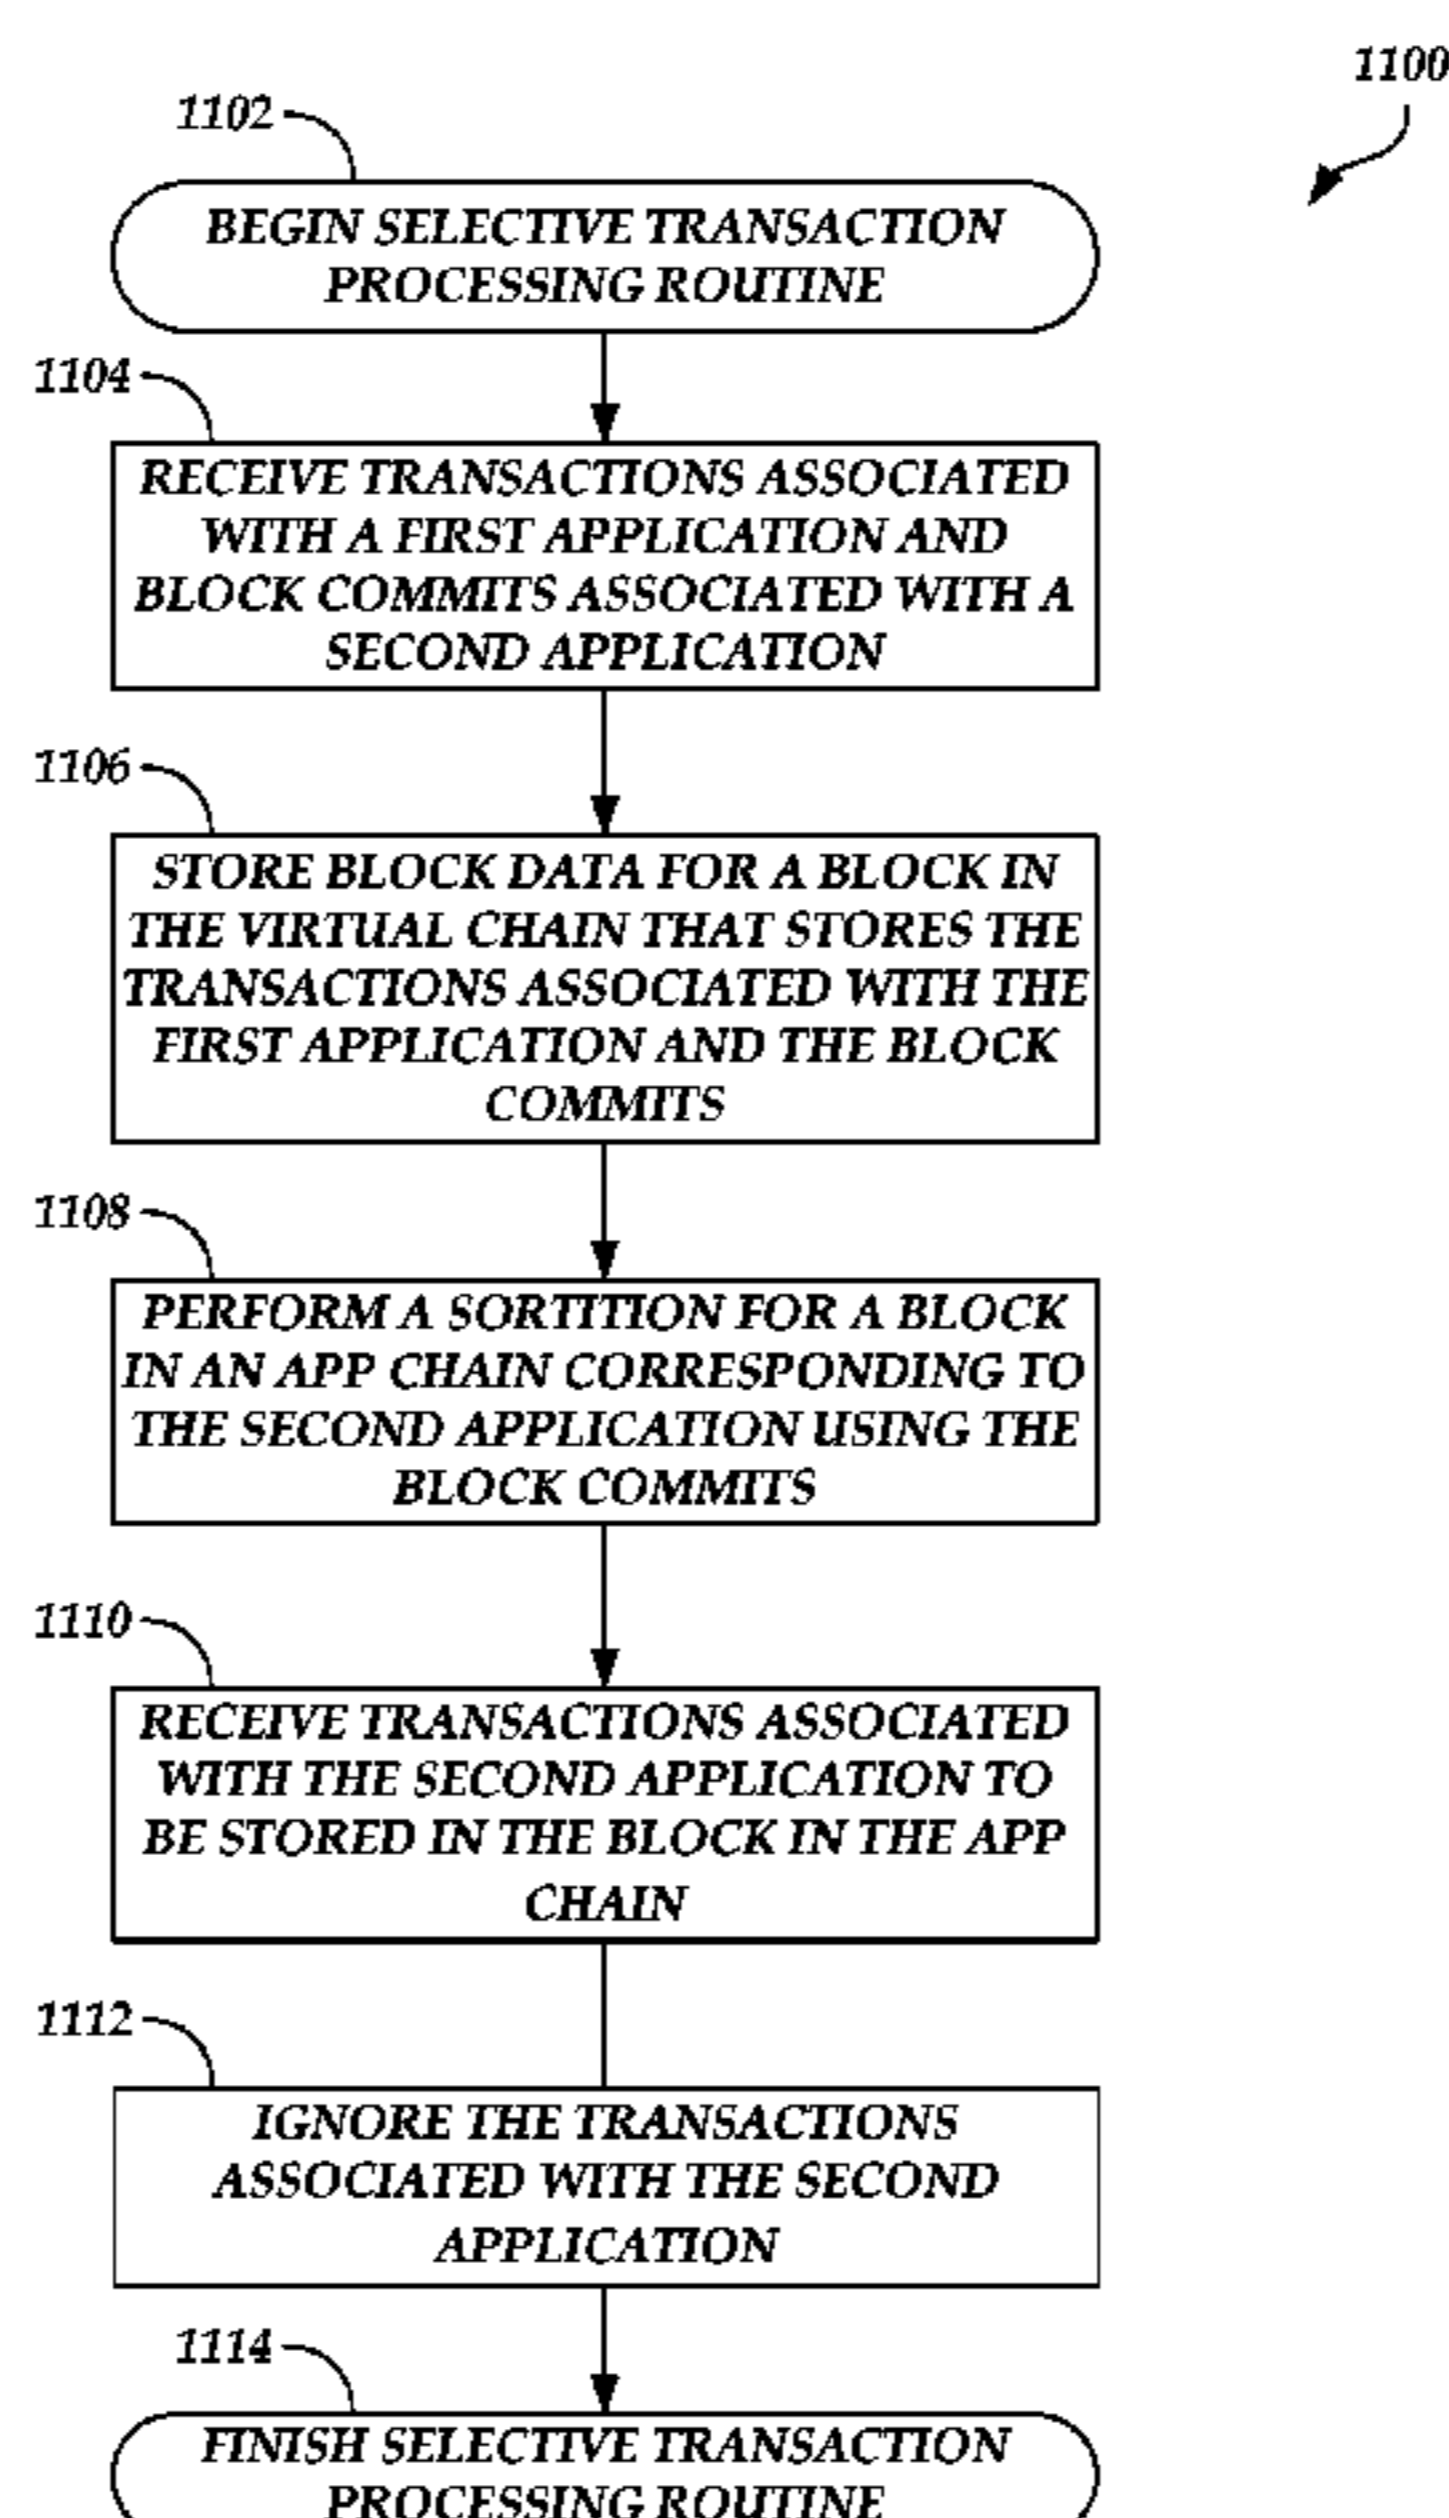 1100
1102
BEGIN SELECTIVE TRANSACTION
PROCESSING ROUTINE
1104
RECEIVE TRANSACTIONS ASSOCIATED
WITH A FIRST APPLICATION AND
BLOCK COMMITS ASSOCIATED WITH A
SECOND APPLICATION
1106
STORE BLOCK DATA FOR A BLOCK IN
THE VIRTUAL CHAIN THAT STORES THE
TRANSACTIONS ASSOCIATED WITH THE
FIRST APPLICATION AND THE BLOCK
COMMITS
1108
PERFORM A SORTITION FOR A BLOCK
IN AN APP CHAIN CORRESPONDING TO
THE SECOND APPLICATION USING THE
BLOCK COMMITS
1110
RECEIVE TRANSACTIONS ASSOCIATED
WITH THE SECOND APPLICATION TO
BE STORED IN THE BLOCK IN THE APP
CHAIN
1112
IGNORE THE TRANSACTIONS
ASSOCIATED WITH THE SECOND
APPLICATION
1114
FINISH SELECTIVE TRANSACTION
PROCESSING ROUTINE